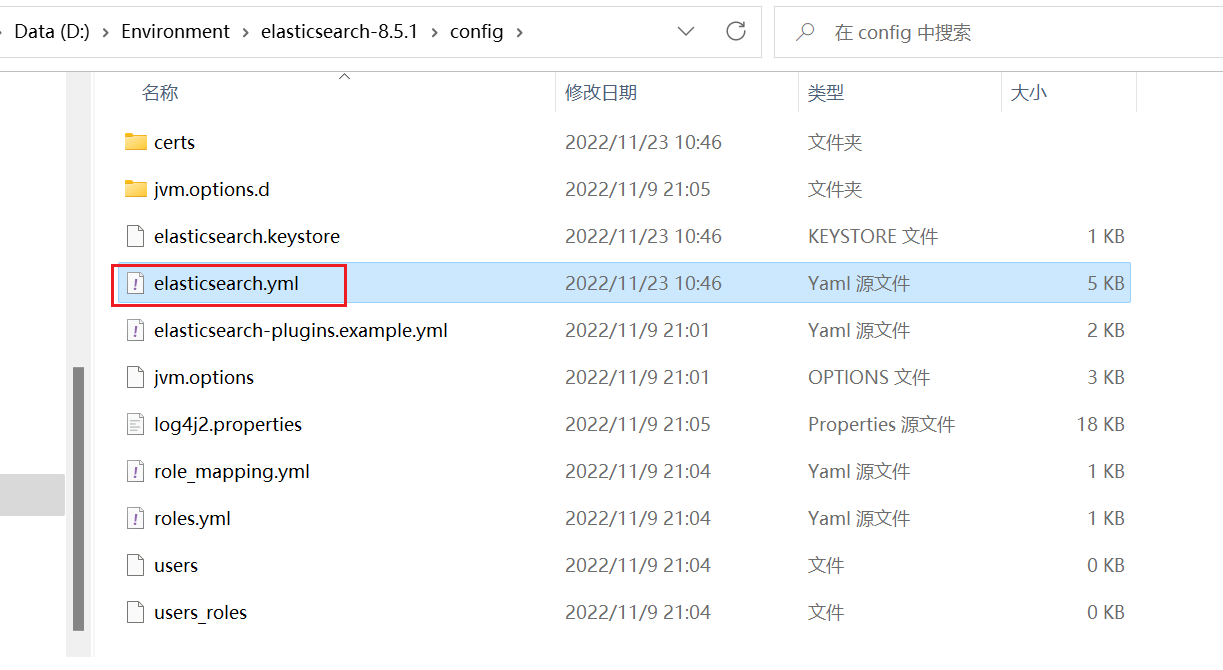 Data (D:) › Environment › elasticsearch-8.5.1 › config › 在 config 中搜索
名称 修改日期 类型 大小
certs 2022/11/23 10:46 文件夹
jvm.options.d 2022/11/9 21:05 文件夹
elasticsearch.keystore 2022/11/23 10:46 KEYSTORE 文件 1 KB
elasticsearch.yml 2022/11/23 10:46 Yaml 源文件 5 KB
elasticsearch-plugins.example.yml 2022/11/9 21:01 Yaml 源文件 2 KB
jvm.options 2022/11/9 21:01 OPTIONS 文件 3 KB
log4j2.properties 2022/11/9 21:05 Properties 源文件 18 KB
role_mapping.yml 2022/11/9 21:04 Yaml 源文件 1 KB
roles.yml 2022/11/9 21:04 Yaml 源文件 1 KB
users 2022/11/9 21:04 文件 0 KB
users_roles 2022/11/9 21:04 文件 0 KB